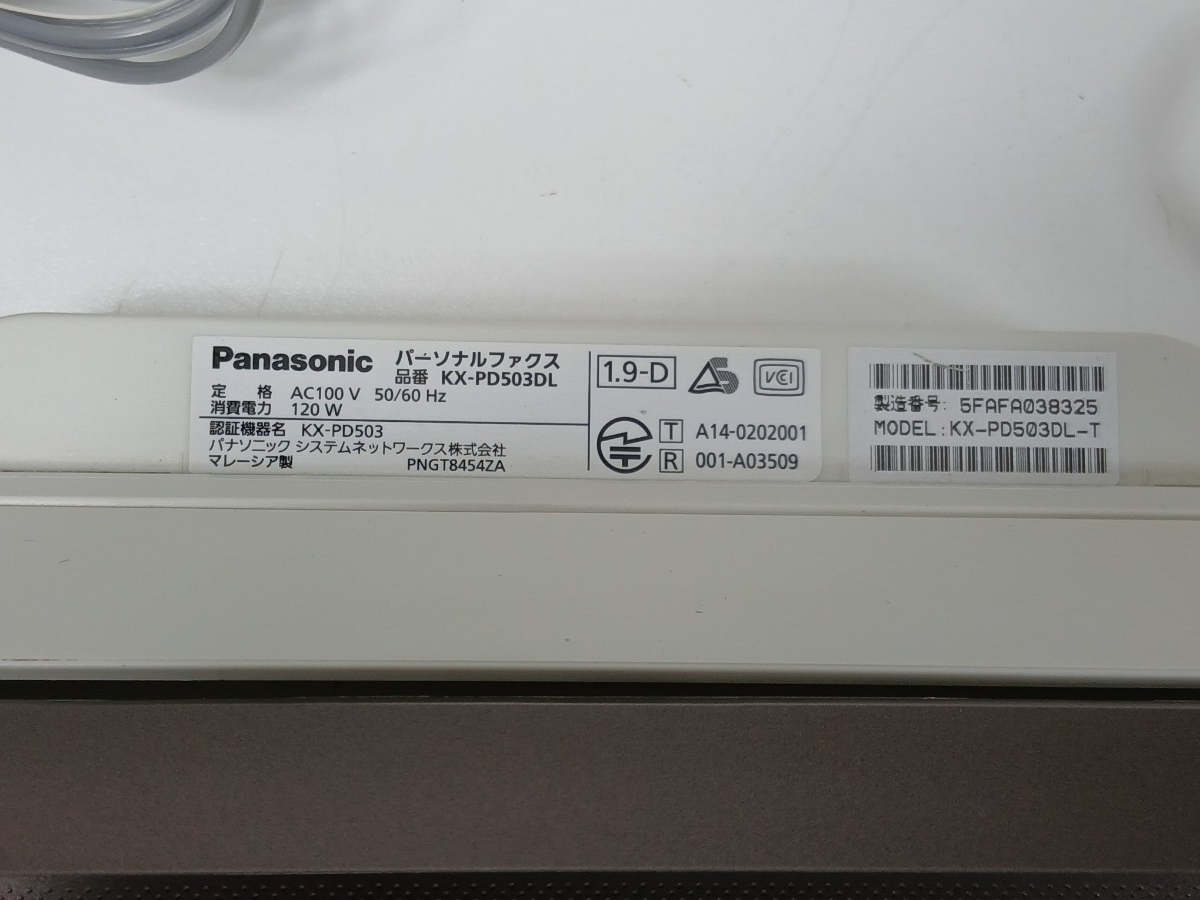 Panasonic パーソナルファクス
品番 KX-PD503DL
定 格 AC100 V 50/60 Hz
消費電力 120 W
認証機器名 KX-PD503
パナソニック システムネットワークス株式会社
マレーシア製 PNGT8454ZA
1.9-D
VCI
T A14-0202001
R 001-A03509
製造番号: 5FAFA038325
MODEL:KX-PD503DL-T